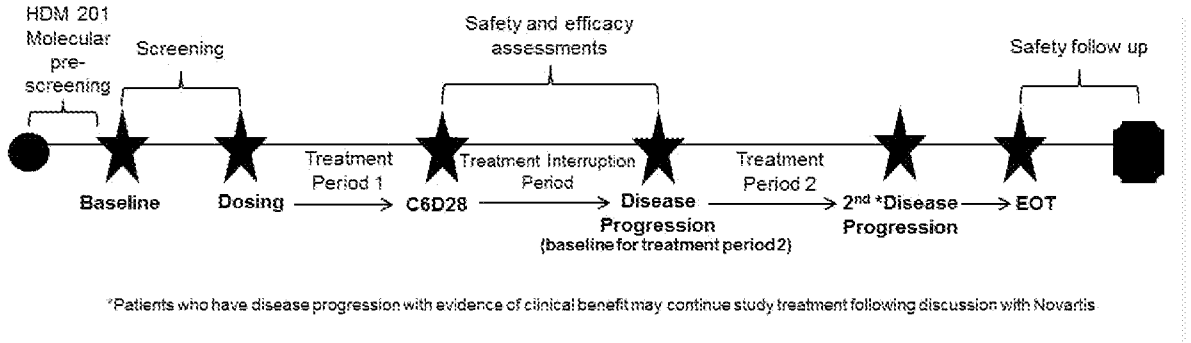 HDM 201
Molecular
pre-
screening
Screening
Safety and efficacy
assessments
Safety follow up
Treatment
Period 1
Treatment Interruption
Period
Treatment
Period 2
Baseline
Dosing
C6D28
Disease
Progression
(baseline for treatment period2)
2nd *Disease
Progression
EOT
*Patients who have disease progression with evidence of clinical benefit may continue study treatment following discussion with Novartis